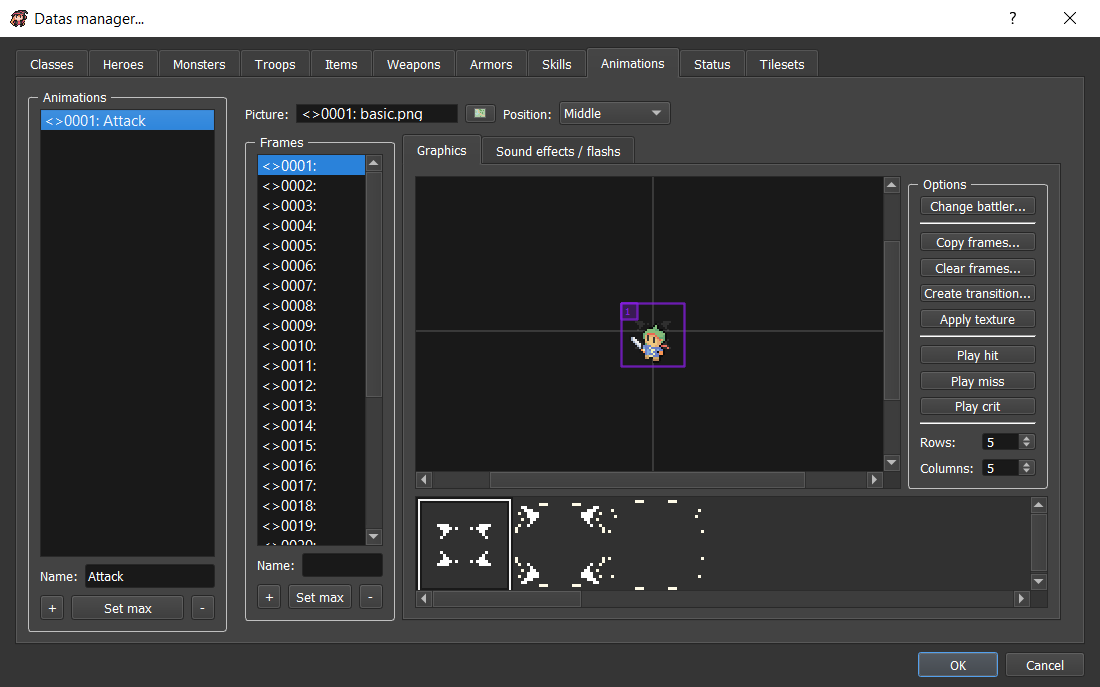 Datas manager...
?
Classes
Heroes
Monsters
Troops
Items
Weapons
Armors
Skills
Animations
Status
Tilesets
Animations
<>0001: Attack
Name: Attack
+
Set max
-
Picture: <>0001: basic.png
Position: Middle
Frames
<>0001:
<>0002:
<>0003:
<>0004:
<>0005:
<>0006:
<>0007:
<>0008:
<>0009:
<>0010:
<>0011:
<>0012:
<>0013:
<>0014:
<>0015:
<>0016:
<>0017:
<>0018:
<>0019:
<>0020:
Name:
+
Set max
-
Graphics
Sound effects / flashs
1
Options
Change battler...
Copy frames...
Clear frames...
Create transition...
Apply texture
Play hit
Play miss
Play crit
Rows: 5
Columns: 5
OK
Cancel